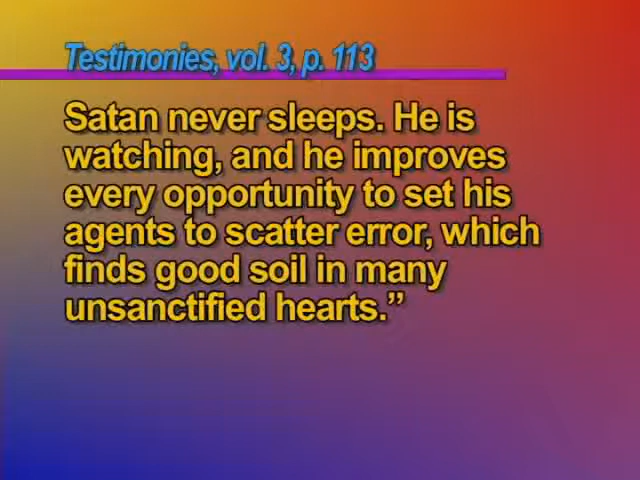 Testimonies, vol. 3, p. 113
Satan never sleeps. He is
watching, and he improves
every opportunity to set his
agents to scatter error, which
finds good soil in many
unsanctified hearts.”